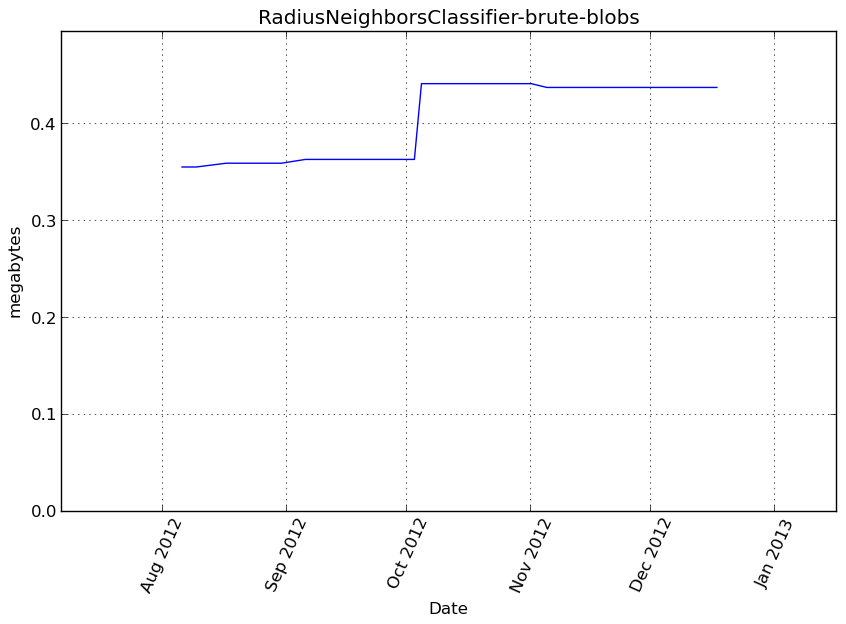 RadiusNeighborsClassifier-brute-blobs
megabytes
0.4
0.3
0.2
0.1
0.0
Aug 2012
Sep 2012
Oct 2012
Nov 2012
Dec 2012
Jan 2013
Date